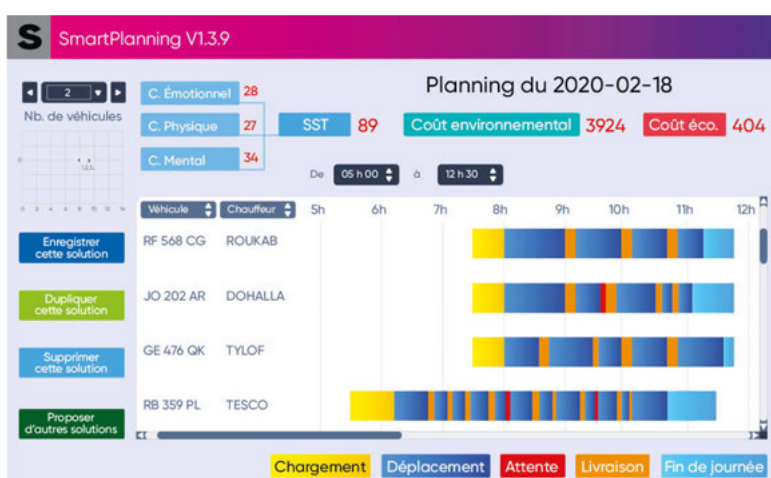 S SmartPlanning V1.3.9
Planning du 2020-02-18
2
Nb. de véhicules
C. Émotionnel 28
C. Physique 27
C. Mental 34
SST 89
Coût environnemental 3924
Coût éco. 404
De 05 h 00 à 12 h 30
Véhicule Chauffeur 5h 6h 7h 8h 9h 10h 11h 12h
RF 568 CG ROUKAB
JO 202 AR DOHALLA
GE 476 QK TYLOF
RB 359 PL TESCO
Enregistrer
cette solution
Dupliquer
cette solution
Supprimer
cette solution
Proposer
d'autres solutions
Chargement Déplacement Attente Livraison Fin de journée